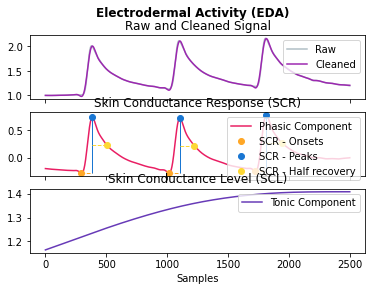 Electrodermal Activity (EDA)
Raw and Cleaned Signal
2.0
1.5
1.0
Raw
Cleaned
Skin Conductance Response (SCR)
0.5
0.0
Phasic Component
SCR - Onsets
SCR - Peaks
SCR - Half recovery
Skin Conductance Level (SCL)
1.4
1.3
1.2
Tonic Component
0 500 1000 1500 2000 2500
Samples